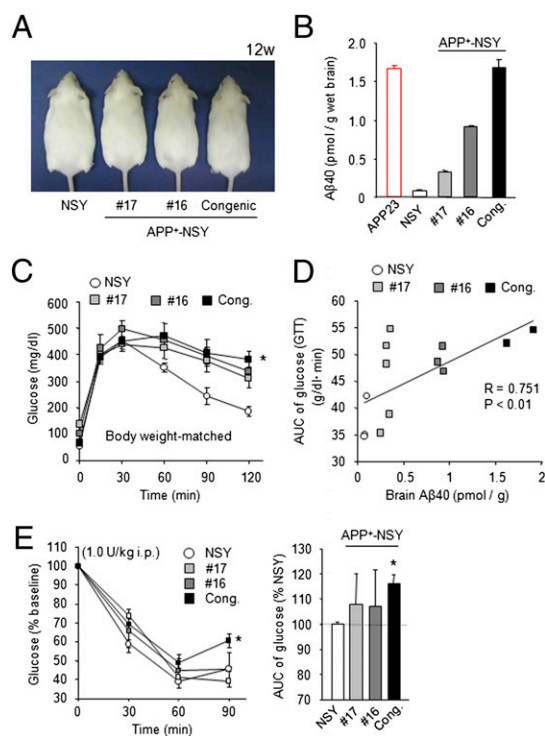 A
12w
NSY
#17
#16
Congenic
APP+-NSY
B
APP+-NSY
Aβ40 (pmol / g wet brain)
2.0
1.5
1.0
0.5
0.0
APP23
NSY
#17
#16
Cong.
C
NSY
#17
#16
Cong.
Glucose (mg/dl)
600
500
400
300
200
100
0
*
Body weight-matched
0 15 30 45 60 75 90 105 120
Time (min)
D
NSY
#17
#16
Cong.
AUC of glucose (GTT)
(g/dl* min)
60
55
50
45
40
35
30
R = 0.751
P < 0.01
0 0.5 1 1.5 2
Brain Aβ40 (pmol / g)
E
(1.0 U/kg i.p.)
NSY
#17
#16
Cong.
Glucose (% baseline)
110
100
90
80
70
60
50
40
30
*
0 30 60 90
Time (min)
APP+-NSY
AUC of glucose (% NSY)
130
120
110
100
90
80
70
*
NSY
#17
#16
Cong.